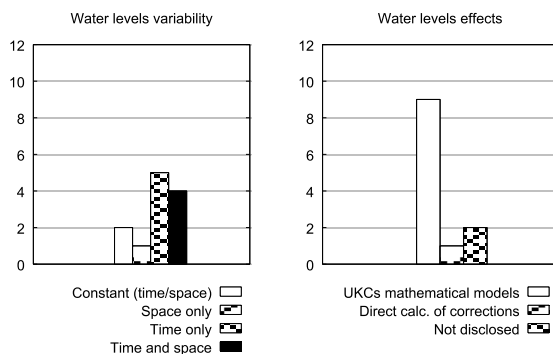 Water levels variability
12
10
8
6
4
2
0
Constant (time/space)
Space only
Time only
Time and space
Water levels effects
12
10
8
6
4
2
0
UKCs mathematical models
Direct calc. of corrections
Not disclosed